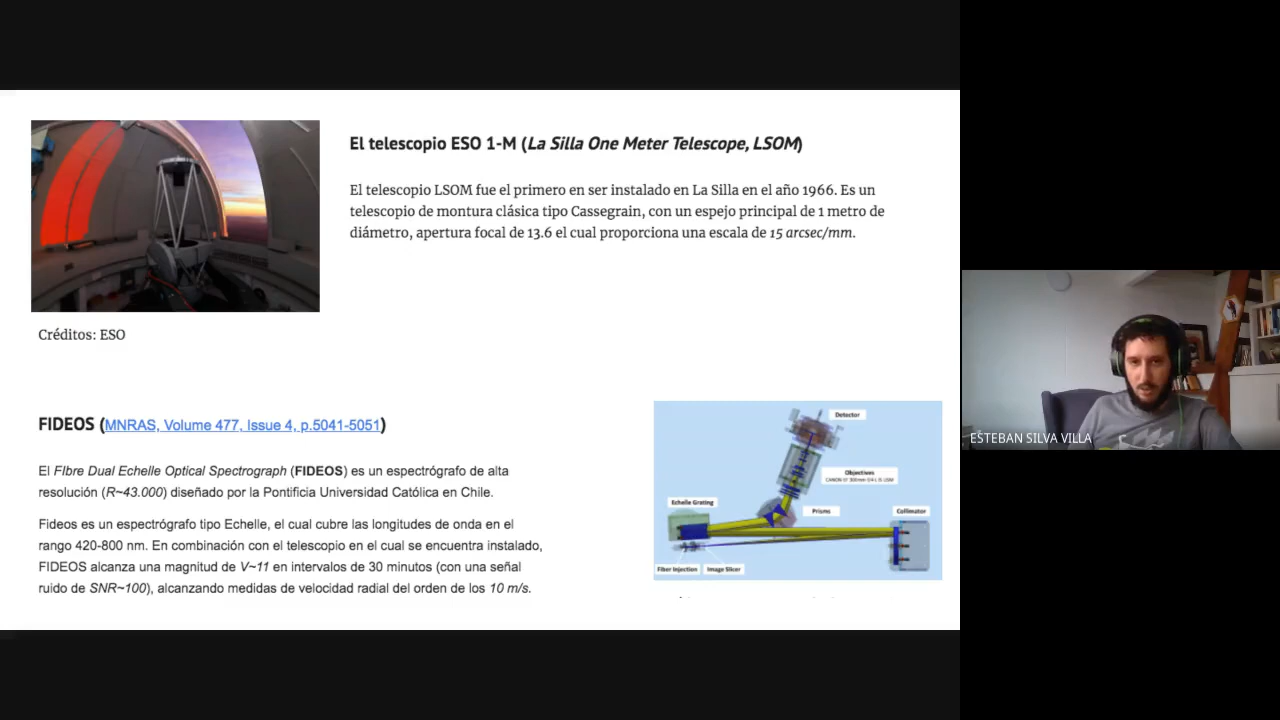 El telescopio ESO 1-M (La Silla One Meter Telescope, LSOM)
El telescopio LSOM fue el primero en ser instalado en La Silla en el año 1966. Es un
telescopio de montura clásica tipo Cassegrain, con un espejo principal de 1 metro de
diámetro, apertura focal de 13.6 el cual proporciona una escala de 15 arcsec/mm.
Créditos: ESO
FIDEOS (MNRAS, Volume 477, Issue 4, p.5041-5051)
El FIbre Dual Echelle Optical Spectrograph (FIDEOS) es un espectrógrafo de alta
resolución (R~43.000) diseñado por la Pontificia Universidad Católica en Chile.
Fideos es un espectrógrafo tipo Echelle, el cual cubre las longitudes de onda en el
rango 420-800 nm. En combinación con el telescopio en el cual se encuentra instalado,
FIDEOS alcanza una magnitud de V~11 en intervalos de 30 minutos (con una señal
ruido de SNR~100), alcanzando medidas de velocidad radial del orden de los 10 m/s.
Detector
Objectives
Echelle Grating
Prisms
Collimator
Fiber Injection
Image Slicer
ESTEBAN SILVA VILLA